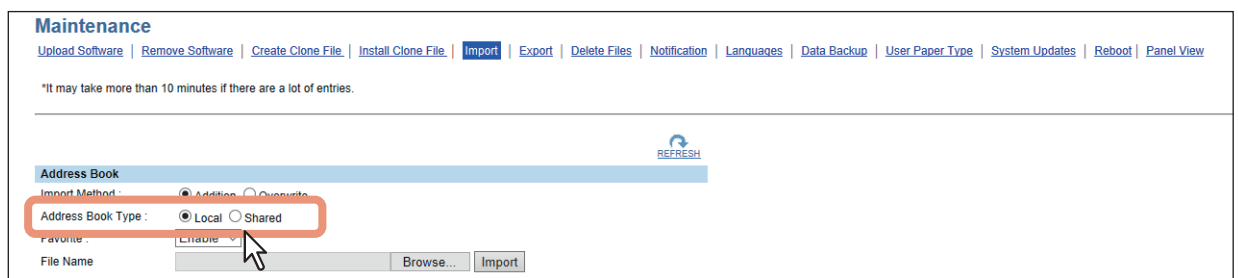 Maintenance
Upload Software | Remove Software | Create Clone File | Install Clone File | Import | Export | Delete Files | Notification | Languages | Data Backup | User Paper Type | System Updates | Reboot | Panel View
*It may take more than 10 minutes if there are a lot of entries.
REFRESH
Address Book
Import Method : Addition Overwrite
Address Book Type : Local Shared
Favorite : Enable
File Name Browse... Import